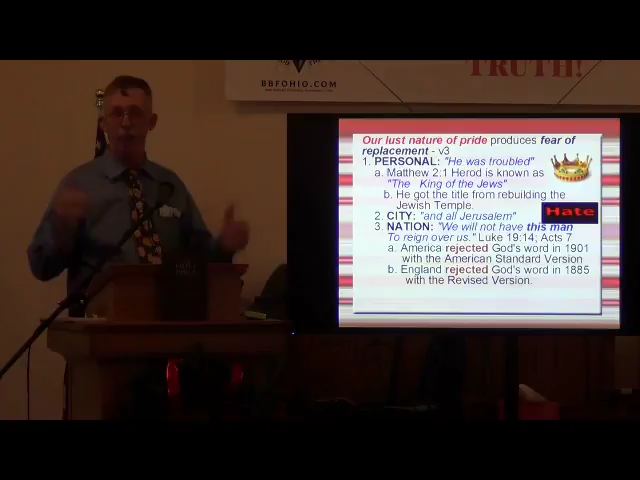 TRUTH!
BBFOHIO.COM
Our lust nature of pride produces fear of
replacement - v3
1. PERSONAL: "He was troubled"
a. Matthew 2:1 Herod is known as
"The King of the Jews"
b. He got the title from rebuilding the
Jewish Temple.
Hate
2. CITY: "and all Jerusalem"
3. NATION: "We will not have this man
To reign over us." Luke 19:14; Acts 7
a. America rejected God's word in 1901
with the American Standard Version
b. England rejected God's word in 1885
with the Revised Version.